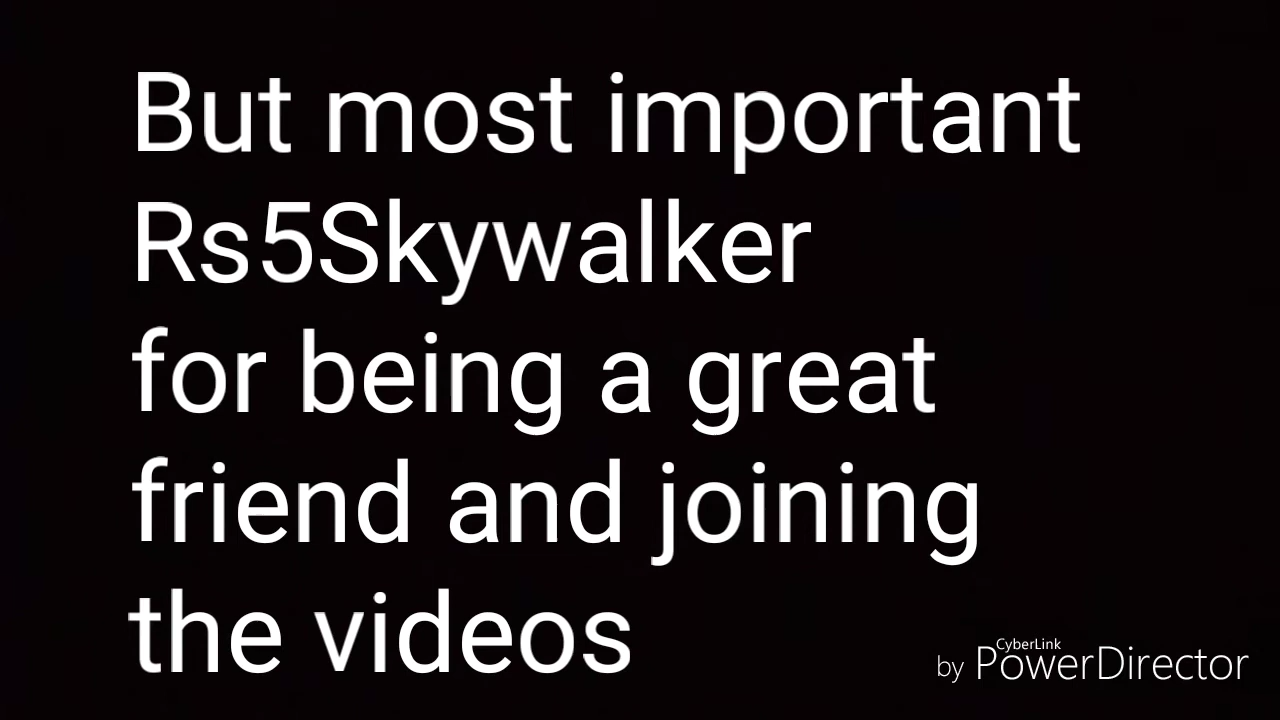 But most important
Rs5Skywalker
for being a great
friend and joining
the videos
CyberLink
by PowerDirector